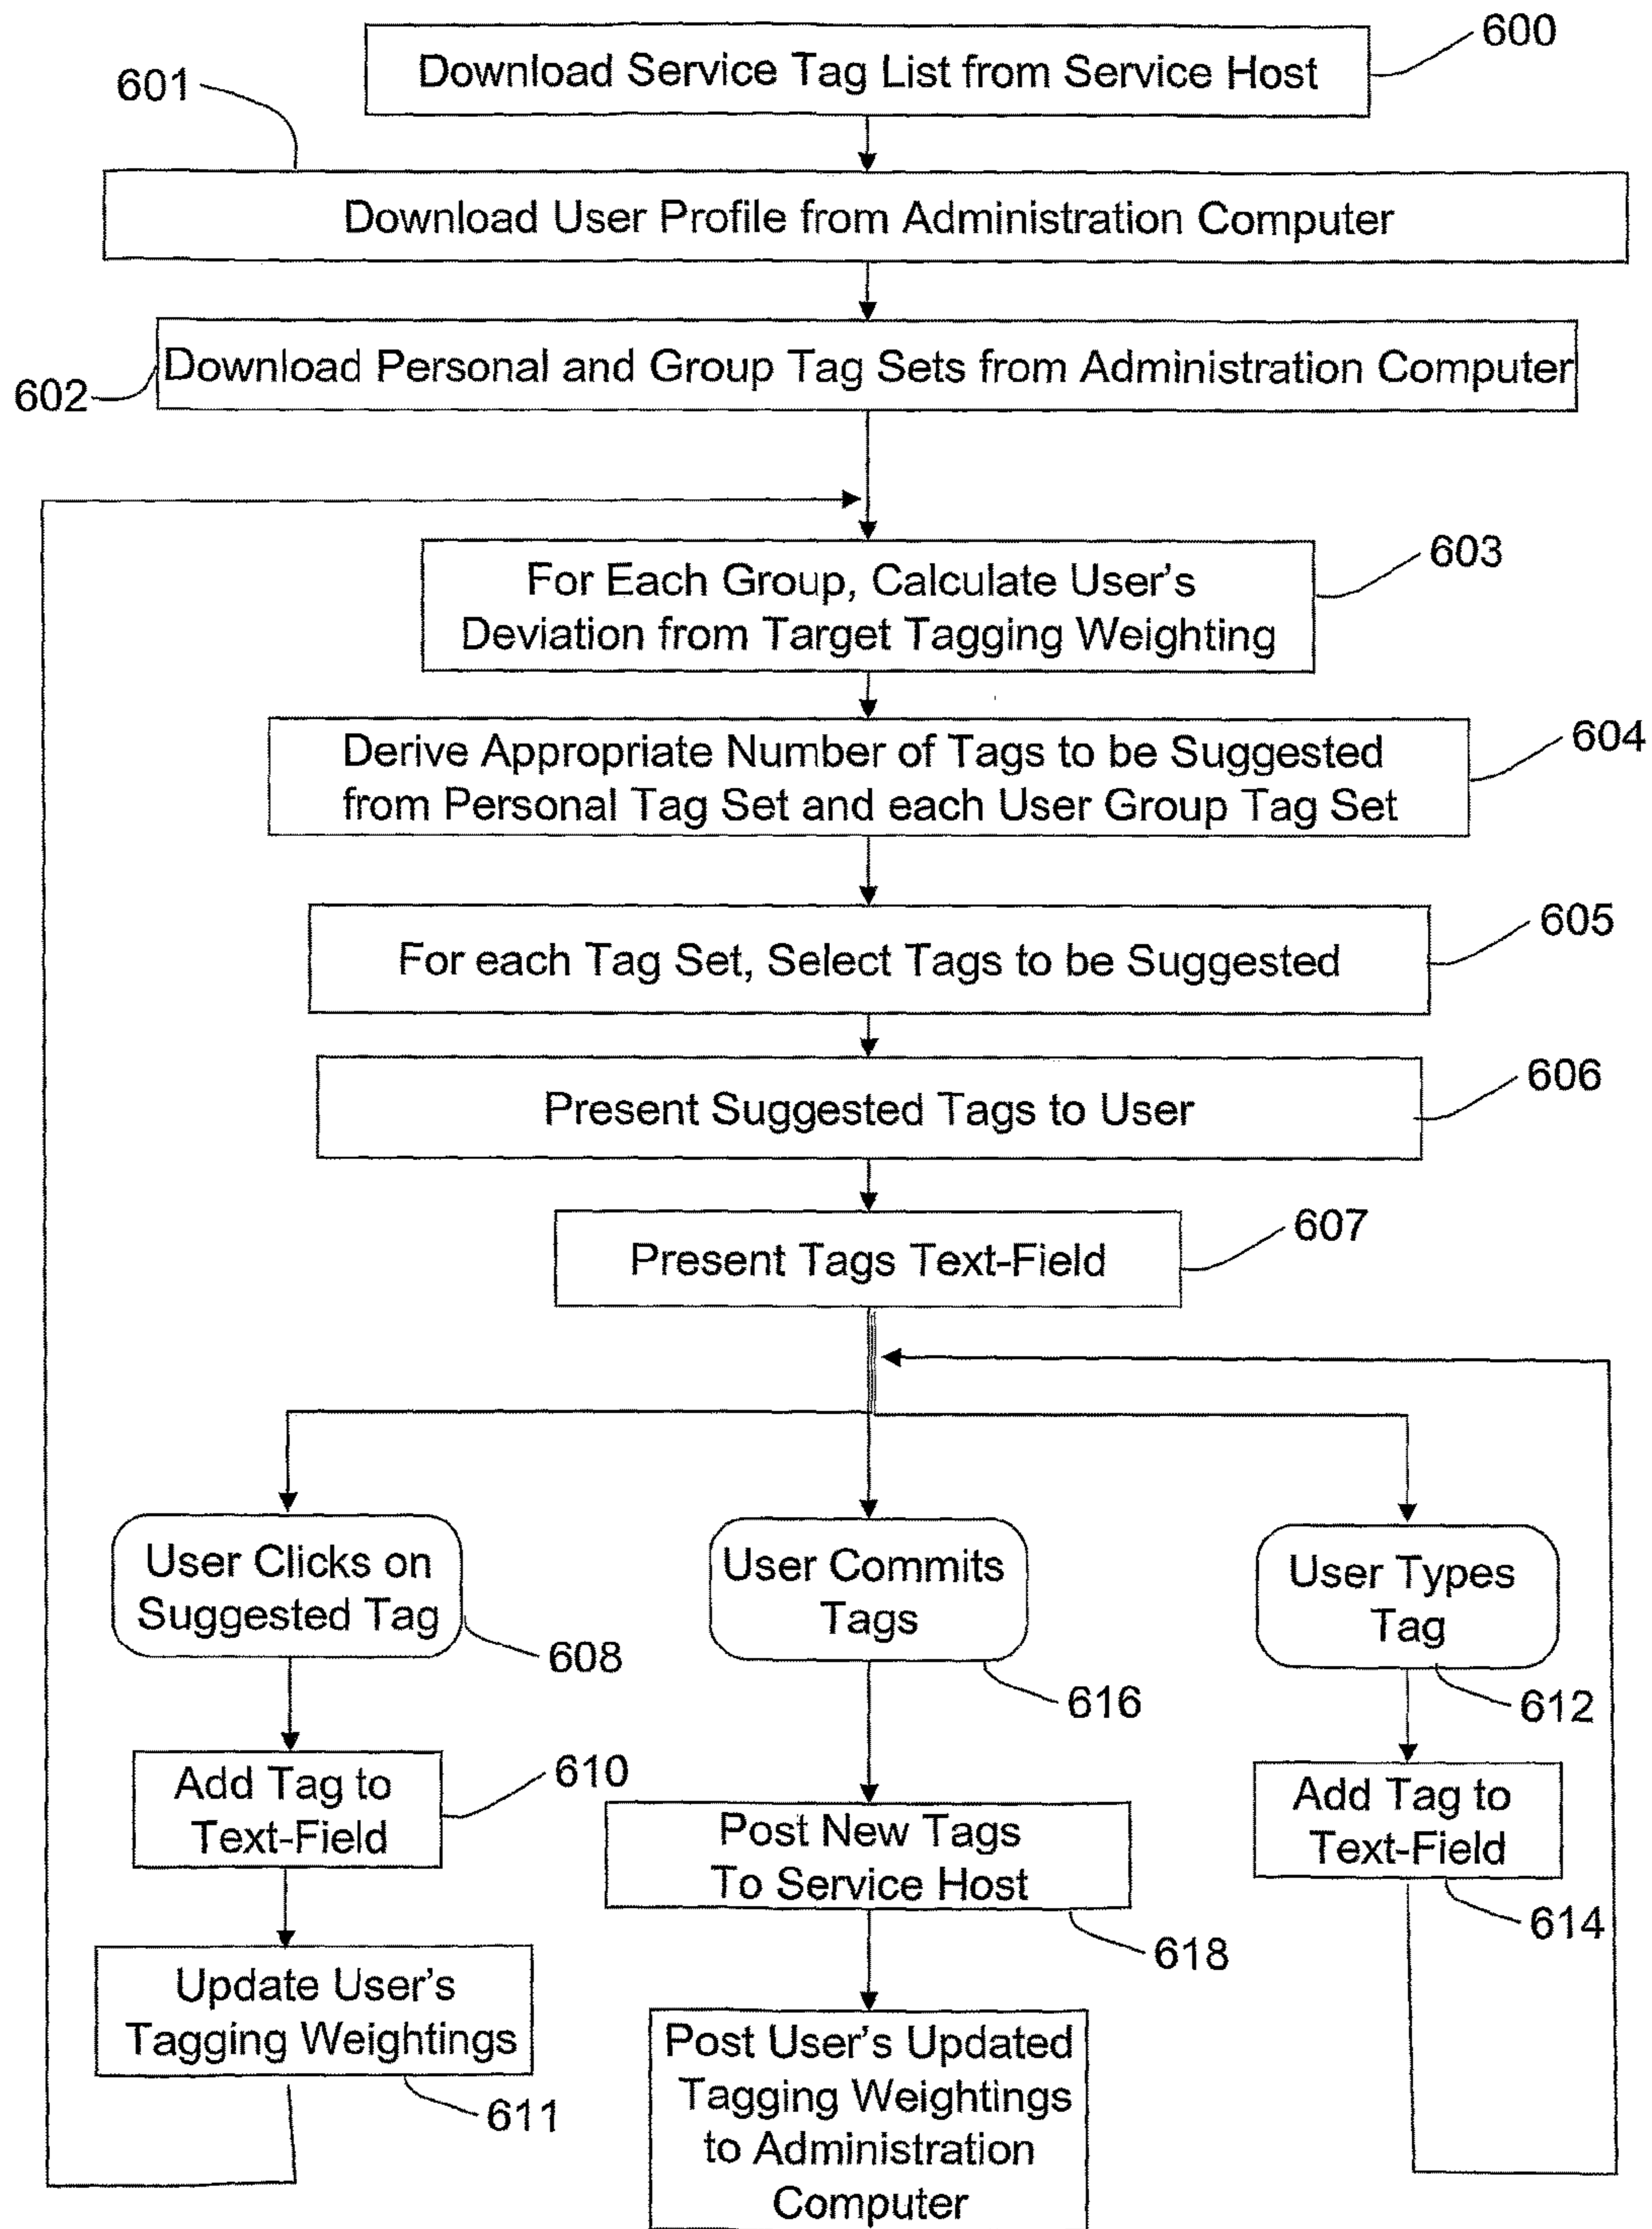 600
Download Service Tag List from Service Host
601
Download User Profile from Administration Computer
Download Personal and Group Tag Sets from Administration Computer
602
603
For Each Group, Calculate User's
Deviation from Target Tagging Weighting
604
Derive Appropriate Number of Tags to be Suggested
from Personal Tag Set and each User Group Tag Set
605
For each Tag Set, Select Tags to be Suggested
606
Present Suggested Tags to User
607
Present Tags Text-Field
User Clicks on
Suggested Tag
608
User Commits
Tags
616
User Types
Tag
612
Add Tag to
Text-Field
610
Post New Tags
To Service Host
618
Add Tag to
Text-Field
614
Update User's
Tagging Weightings
611
Post User's Updated
Tagging Weightings
to Administration
Computer